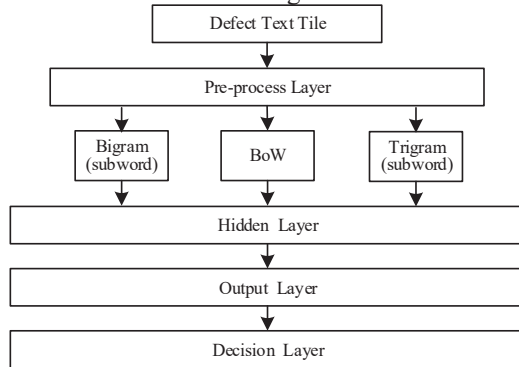 Defect Text Tile
Pre-process Layer
Bigram
(subword)
BoW
Trigram
(subword)
Hidden Layer
Output Layer
Decision Layer